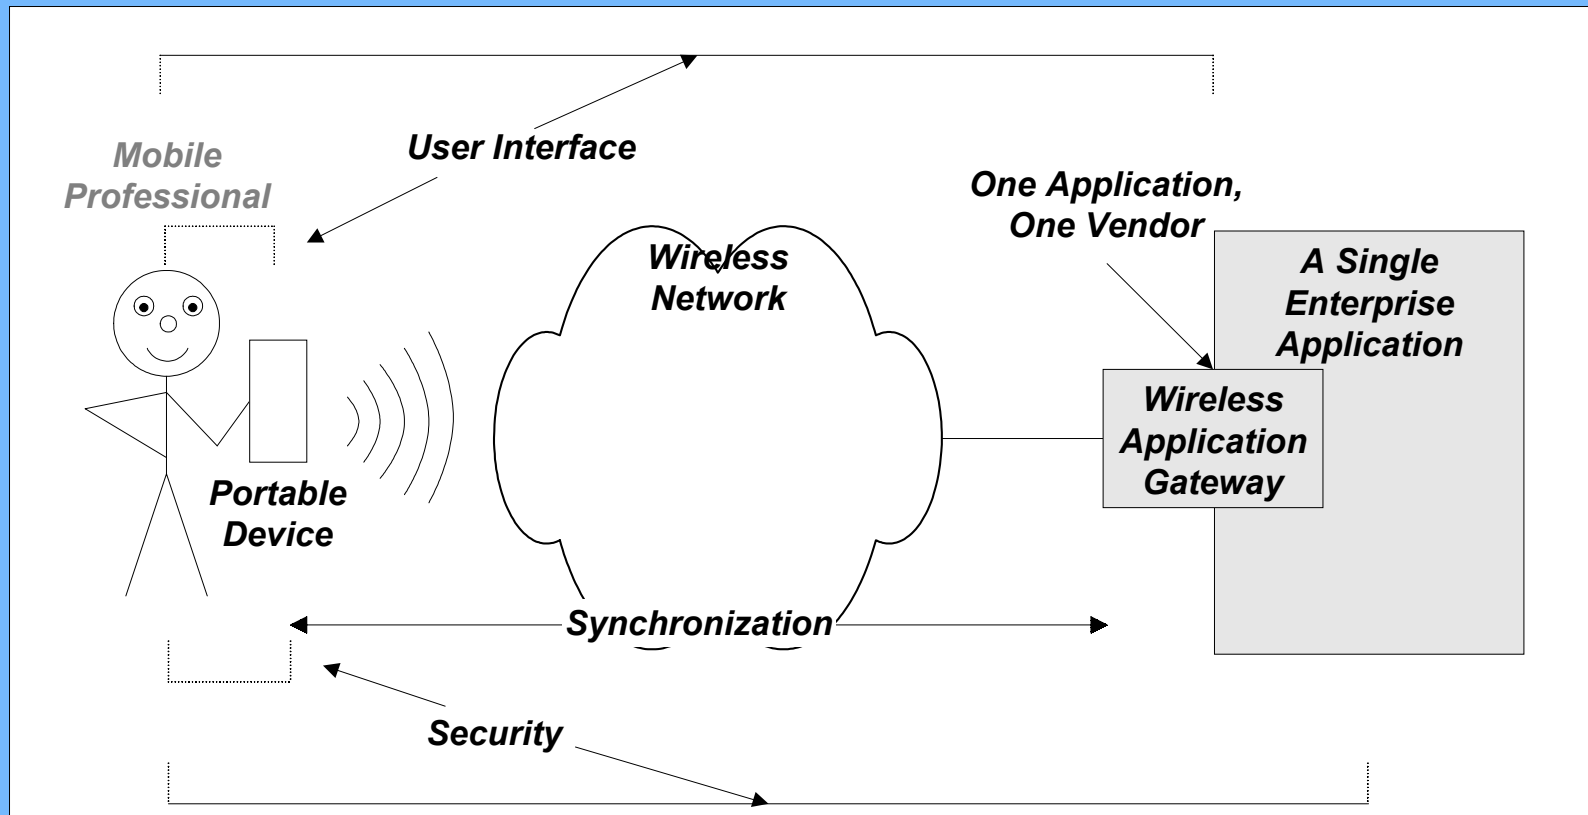 User Interface
Mobile
Professional
One Application,
One Vendor
Wireless
Network
A Single
Enterprise
Application
Wireless
Application
Gateway
Portable
Device
Synchronization
Security